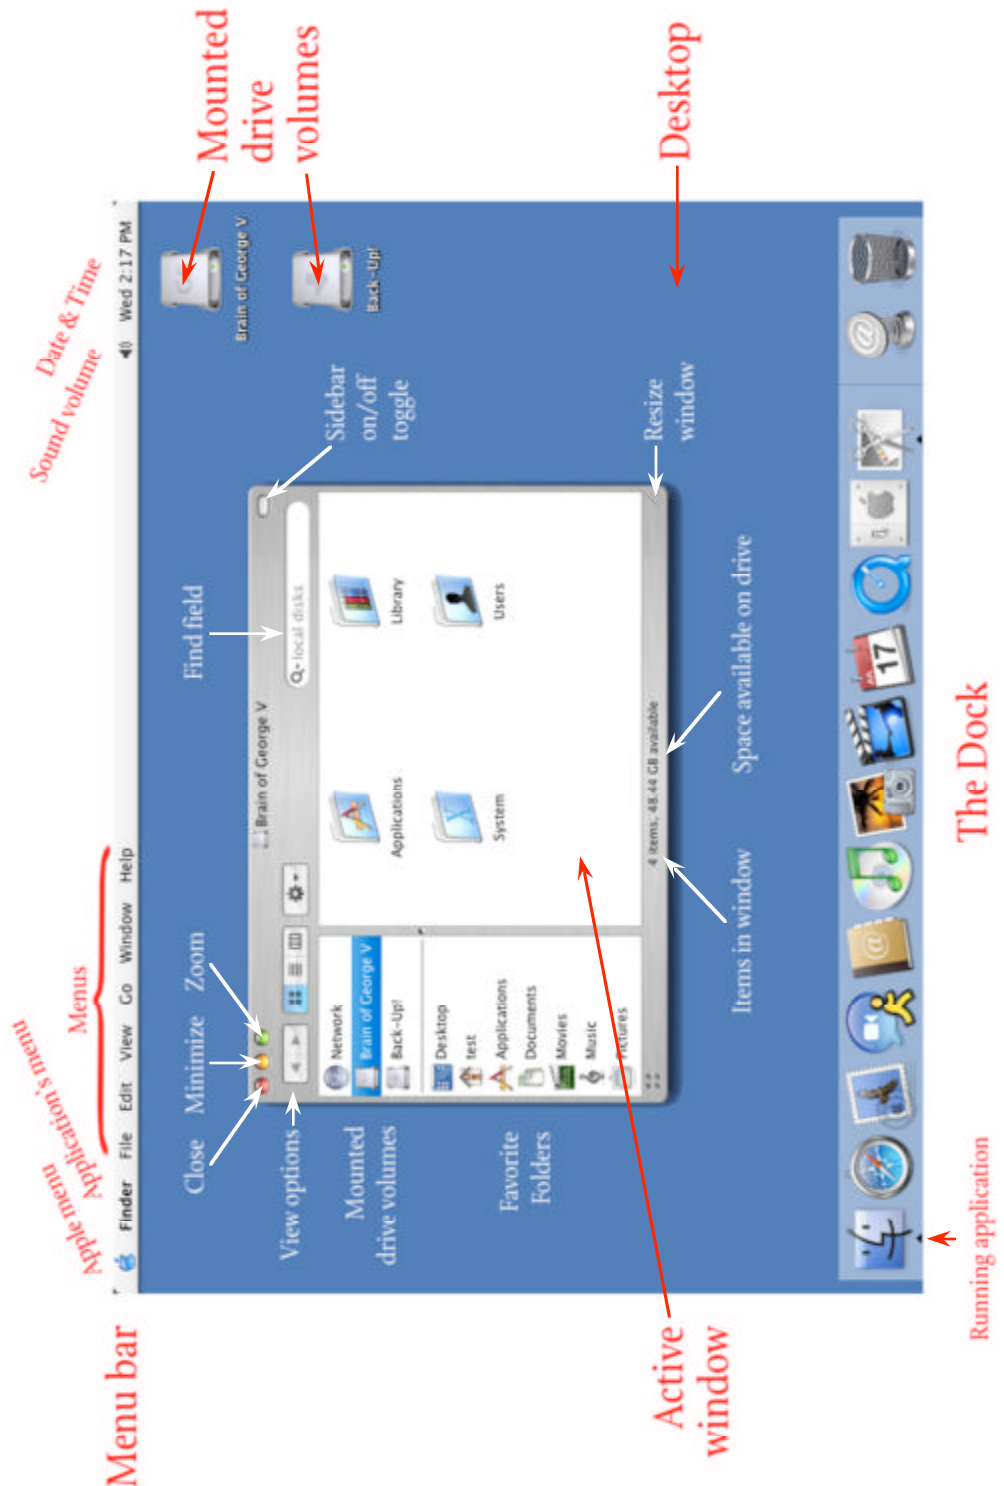 Date & Time
Sound volume
Mounted
drive
volumes
Apple menu
Application's menu
Menus
Menu bar
Finder File Edit View Go Window Help
Wed 2:17 PM
Brain of George V
Back-Up!
Close
Minimize
Zoom
Find field
Sidebar
on/off
toggle
Brain of George V
View options
local disks
Mounted
drive volumes
Network
Brain of George V
Back-Up!
Applications
Library
Favorite
Folders
Desktop
test
Applications
Documents
Movies
Music
Pictures
System
Users
4 items, 48.44 GB available
Resize
window
Desktop
Active
window
Items in window
Space available on drive
@
@
JUL
17
Running application
The Dock